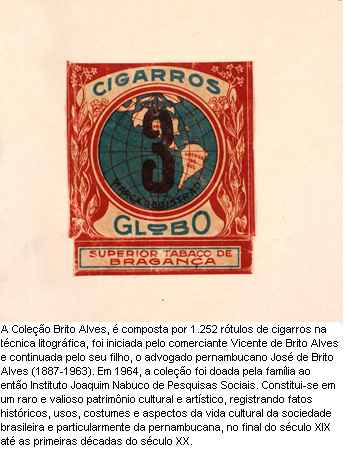 CIGARROS
3
MARCA REGISTRADA
GLOBO
SUPERIOR TABACO DE
BRAGANÇA
A Coleção Brito Alves, é composta por 1.252 rótulos de cigarros na
técnica litográfica, foi iniciada pelo comerciante Vicente de Brito Alves
e continuada pelo seu filho, o advogado pernambucano José de Brito
Alves (1887-1963). Em 1964, a coleção foi doada pela família ao
então Instituto Joaquim Nabuco de Pesquisas Sociais. Constitui-se em
um raro e valioso patrimônio cultural e artístico, registrando fatos
históricos, usos, costumes e aspectos da vida cultural da sociedade
brasileira e particularmente da pernambucana, no final do século XIX
até as primeiras décadas do século XX.